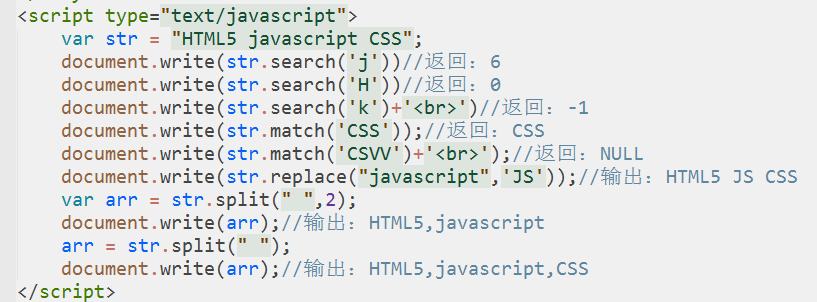 <script type="text/javascript">
var str = "HTML5 javascript CSS";
document.write(str.search('j'))//返回：6
document.write(str.search('H'))//返回：0
document.write(str.search('k')+'<br>')//返回：-1
document.write(str.match('CSS'));//返回：CSS
document.write(str.match('CSVV')+'<br>');//返回：NULL
document.write(str.replace("javascript",'JS'));//输出：HTML5 JS CSS
var arr = str.split(" ",2);
document.write(arr);//输出：HTML5,javascript
arr = str.split(" ");
document.write(arr);//输出：HTML5,javascript,CSS
</script>